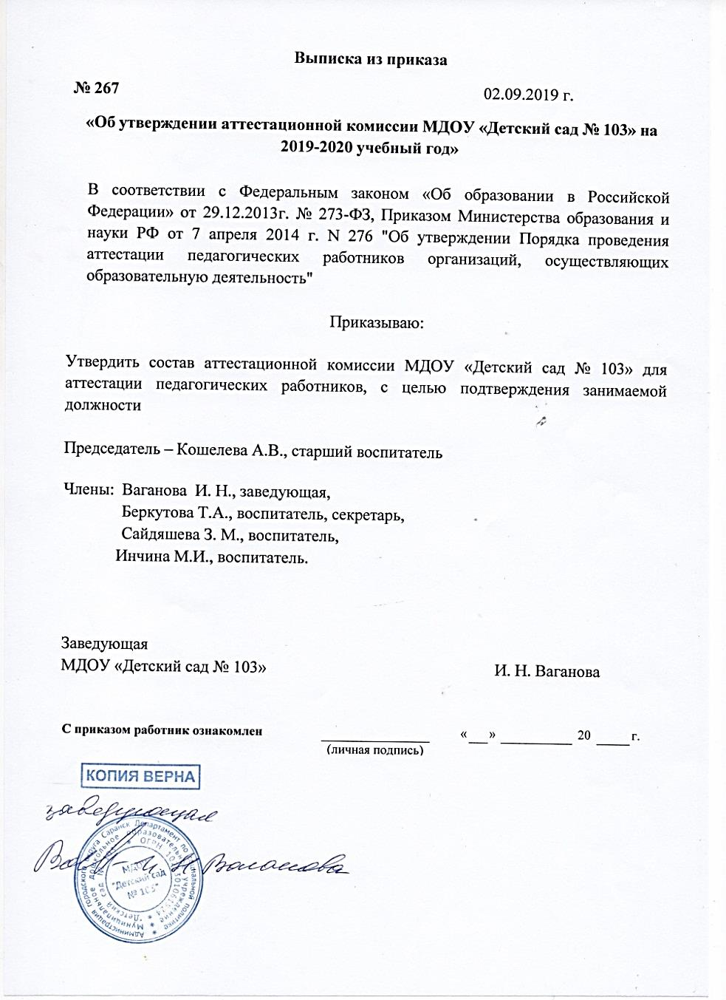 Выписка из приказа
№ 267
02.09.2019 г.
«Об утверждении аттестационной комиссии МДОУ «Детский сад № 103» на
2019-2020 учебный год»
В соответствии с Федеральным законом «Об образовании в Российской
Федерации» от 29.12.2013г. № 273-ФЗ, Приказом Министерства образования и
науки РФ от 7 апреля 2014 г. N 276 "Об утверждении Порядка проведения
аттестации педагогических работников организаций, осуществляющих
образовательную деятельность"
Приказываю:
Утвердить состав аттестационной комиссии МДОУ «Детский сад № 103» для
аттестации педагогических работников, с целью подтверждения занимаемой
должности
Председатель – Кошелева А.В., старший воспитатель
Члены: Ваганова И. Н., заведующая,
Беркутова Т.А., воспитатель, секретарь,
Сайдяшева З. М., воспитатель,
Инчина М.И., воспитатель.
Заведующая
МДОУ «Детский сад № 103»
И. Н. Ваганова
С приказом работник ознакомлен ______________ «___» __________ 20 _____ г.
(личная подпись)
КОПИЯ ВЕРНА
заведующая
И Н Ваганова
МДОУ
"Детский сад
№ 103"